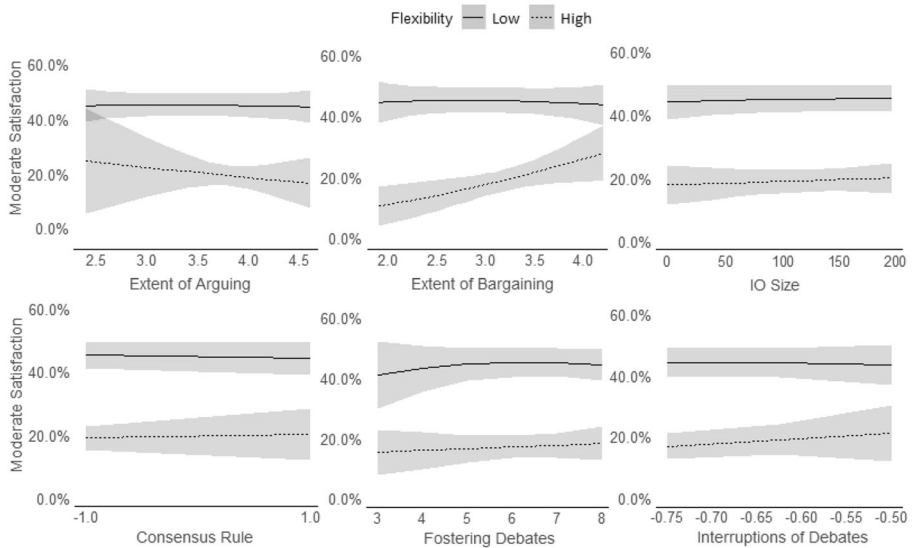 Flexibility Low High
Moderate Satisfaction
60.0%
40.0%
20.0%
0.0%
2.5 3.0 3.5 4.0 4.5
Extent of Arguing
60.0%
40.0%
20.0%
0.0%
2.0 2.5 3.0 3.5 4.0
Extent of Bargaining
60.0%
40.0%
20.0%
0.0%
0 50 100 150 200
IO Size
Moderate Satisfaction
60.0%
40.0%
20.0%
0.0%
-1.0 1.0
Consensus Rule
60.0%
40.0%
20.0%
0.0%
3 4 5 6 7 8
Fostering Debates
60.0%
40.0%
20.0%
0.0%
-0.75 -0.70 -0.65 -0.60 -0.55 -0.50
Interruptions of Debates